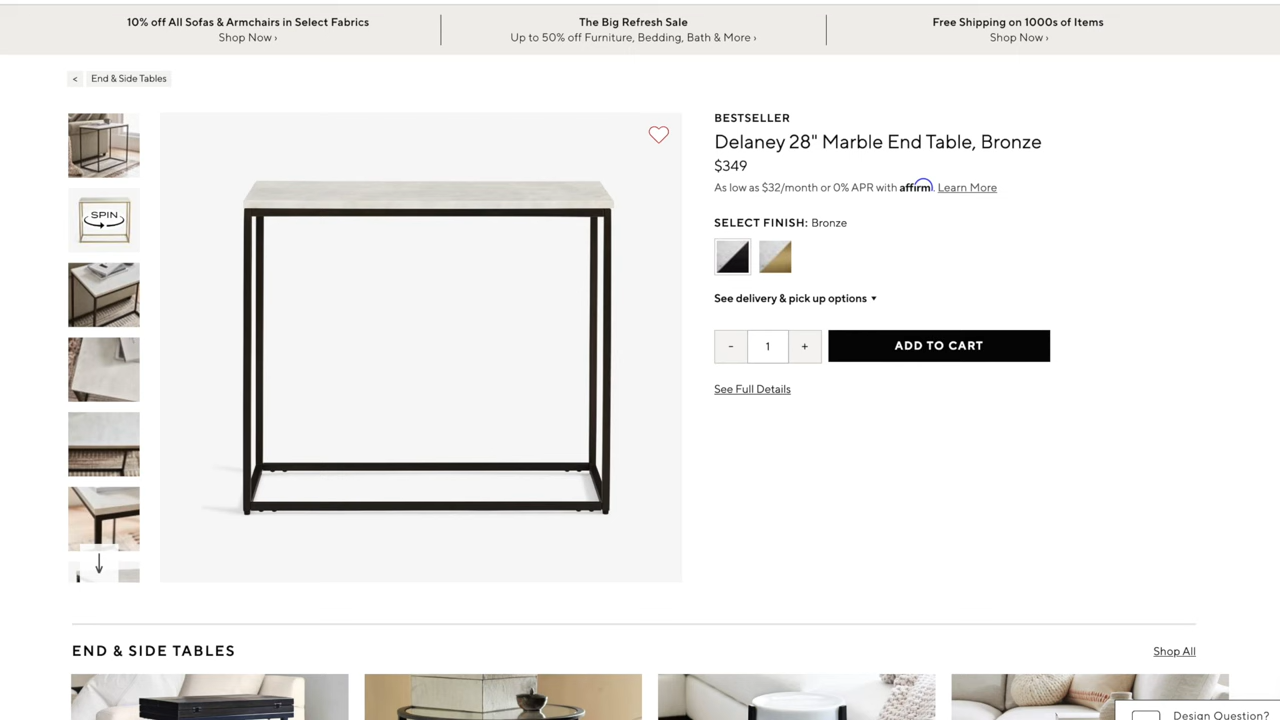 10% off All Sofas & Armchairs in Select Fabrics
Shop Now ›
The Big Refresh Sale
Up to 50% off Furniture, Bedding, Bath & More ›
Free Shipping on 1000s of Items
Shop Now ›
< End & Side Tables
SPIN
BESTSELLER
Delaney 28" Marble End Table, Bronze
$349
As low as $32/month or 0% APR with affirm. Learn More
SELECT FINISH: Bronze
See delivery & pick up options ▾
- 1 + ADD TO CART
See Full Details
END & SIDE TABLES
Shop All
Design Question?